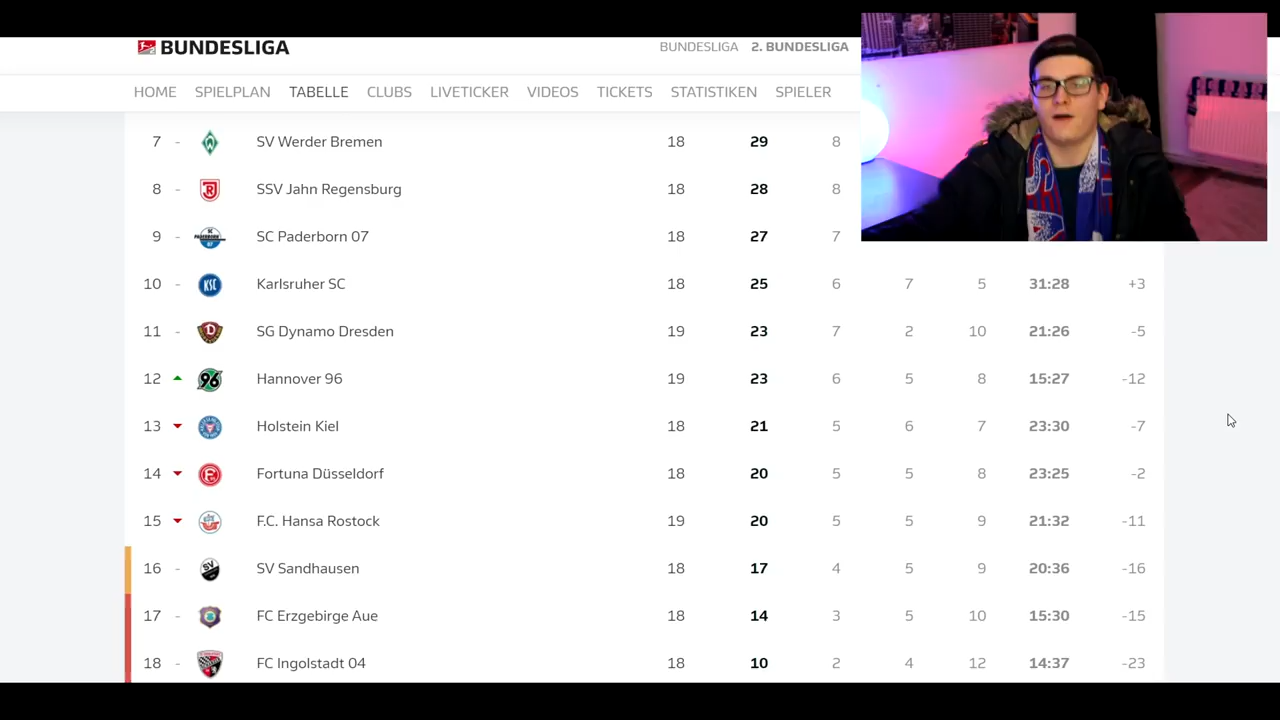 BUNDESLIGA BUNDESLIGA 2. BUNDESLIGA
HOME SPIELPLAN TABELLE CLUBS LIVETICKER VIDEOS TICKETS STATISTIKEN SPIELER
7 - SV Werder Bremen 18 29 8
8 - SSV Jahn Regensburg 18 28 8
9 - SC Paderborn 07 18 27 7
10 - Karlsruher SC 18 25 6 7 5 31:28 +3
11 - SG Dynamo Dresden 19 23 7 2 10 21:26 -5
12 Hannover 96 19 23 6 5 8 15:27 -12
13 Holstein Kiel 18 21 5 6 7 23:30 -7
14 Fortuna Düsseldorf 18 20 5 5 8 23:25 -2
15 F.C. Hansa Rostock 19 20 5 5 9 21:32 -11
16 - SV Sandhausen 18 17 4 5 9 20:36 -16
17 - FC Erzgebirge Aue 18 14 3 5 10 15:30 -15
18 - FC Ingolstadt 04 18 10 2 4 12 14:37 -23